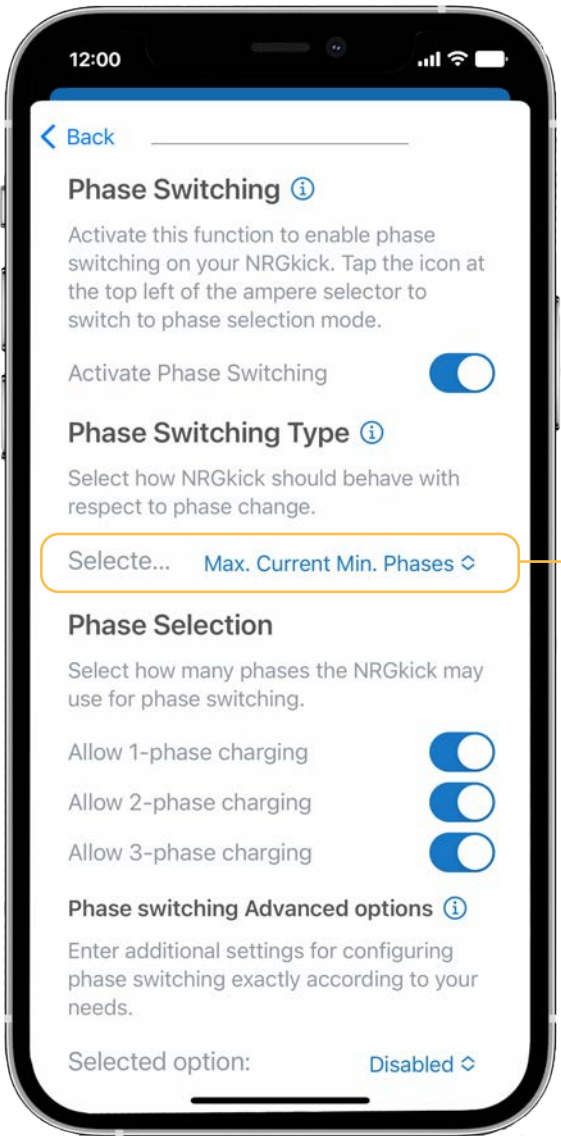 12:00
Back
Phase Switching
Activate this function to enable phase
switching on your NRGkick. Tap the icon at
the top left of the ampere selector to
switch to phase selection mode.
Activate Phase Switching
Phase Switching Type
Select how NRGkick should behave with
respect to phase change.
Selecte... Max. Current Min. Phases
Phase Selection
Select how many phases the NRGkick may
use for phase switching.
Allow 1-phase charging
Allow 2-phase charging
Allow 3-phase charging
Phase switching Advanced options
Enter additional settings for configuring
phase switching exactly according to your
needs.
Selected option: Disabled